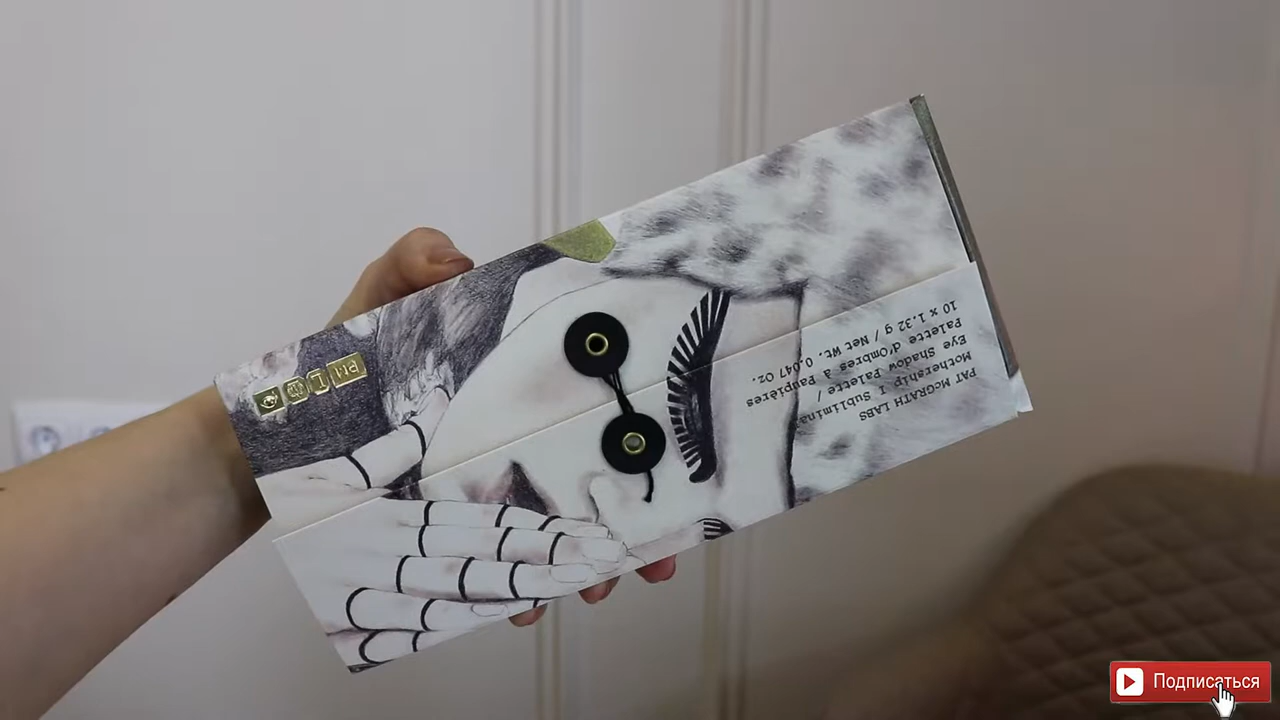 PAT McGRATH LABS
Mothership: I Sublimina
Eye Shadow Palette /
Palette d'Ombres à Paupières
10 x 1.32 g / Net Wt. 0.047 Oz.
PM
L
Подписаться